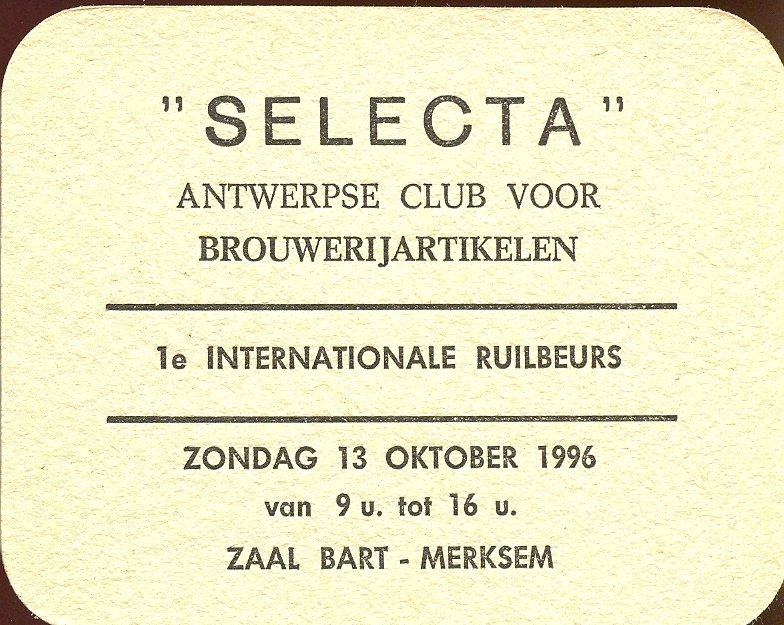 "SELECTA"
ANTWERPSE CLUB VOOR
BROUWERIJARTIKELEN
1e INTERNATIONALE RUILBEURS
ZONDAG 13 OKTOBER 1996
van 9 u. tot 16 u.
ZAAL BART - MERKSEM